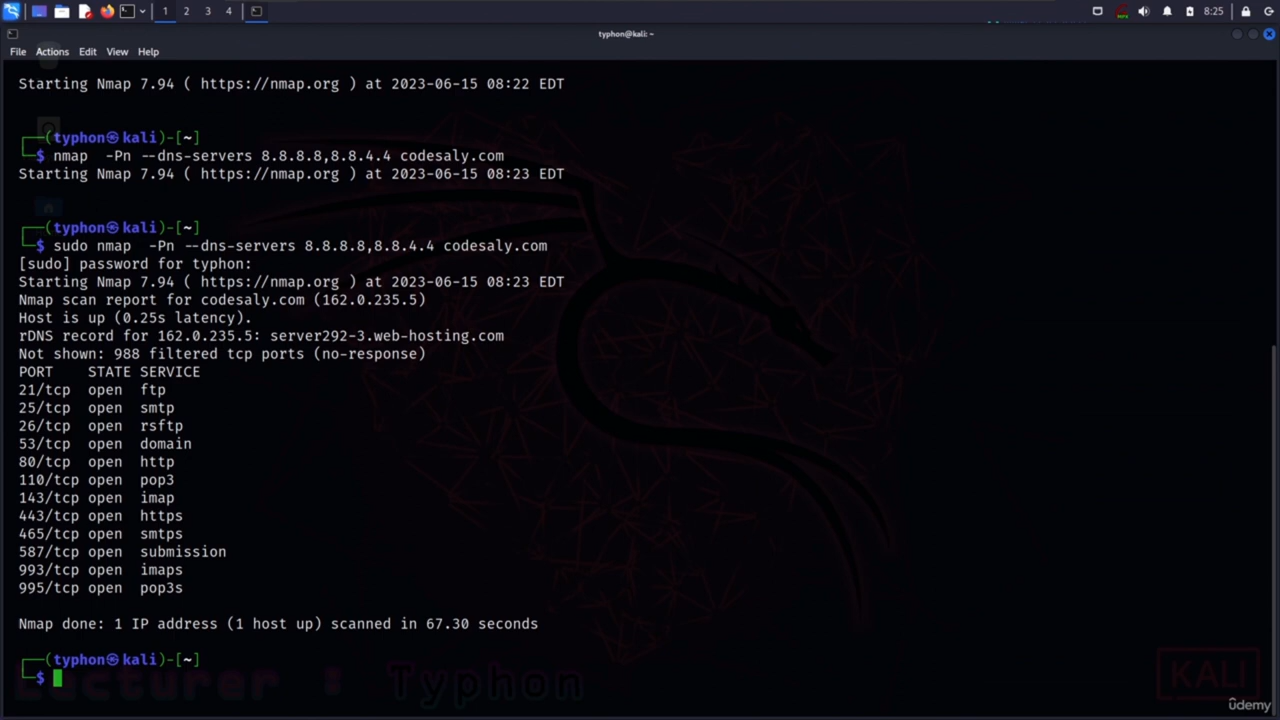 1 2 3 4 8:25
typhon@kali: ~
File Actions Edit View Help
Starting Nmap 7.94 ( https://nmap.org ) at 2023-06-15 08:22 EDT
┌──(typhon㉿kali)-[~]
└─$ nmap  -Pn --dns-servers 8.8.8.8,8.8.4.4 codesaly.com
Starting Nmap 7.94 ( https://nmap.org ) at 2023-06-15 08:23 EDT
┌──(typhon㉿kali)-[~]
└─$ sudo nmap  -Pn --dns-servers 8.8.8.8,8.8.4.4 codesaly.com
[sudo] password for typhon:
Starting Nmap 7.94 ( https://nmap.org ) at 2023-06-15 08:23 EDT
Nmap scan report for codesaly.com (162.0.235.5)
Host is up (0.25s latency).
rDNS record for 162.0.235.5: server292-3.web-hosting.com
Not shown: 988 filtered tcp ports (no-response)
PORT    STATE SERVICE
21/tcp  open  ftp
25/tcp  open  smtp
26/tcp  open  rsftp
53/tcp  open  domain
80/tcp  open  http
110/tcp open  pop3
143/tcp open  imap
443/tcp open  https
465/tcp open  smtps
587/tcp open  submission
993/tcp open  imaps
995/tcp open  pop3s
Nmap done: 1 IP address (1 host up) scanned in 67.30 seconds
┌──(typhon㉿kali)-[~]
└─$
Lecturer : Typhon
KALI
ûdemy